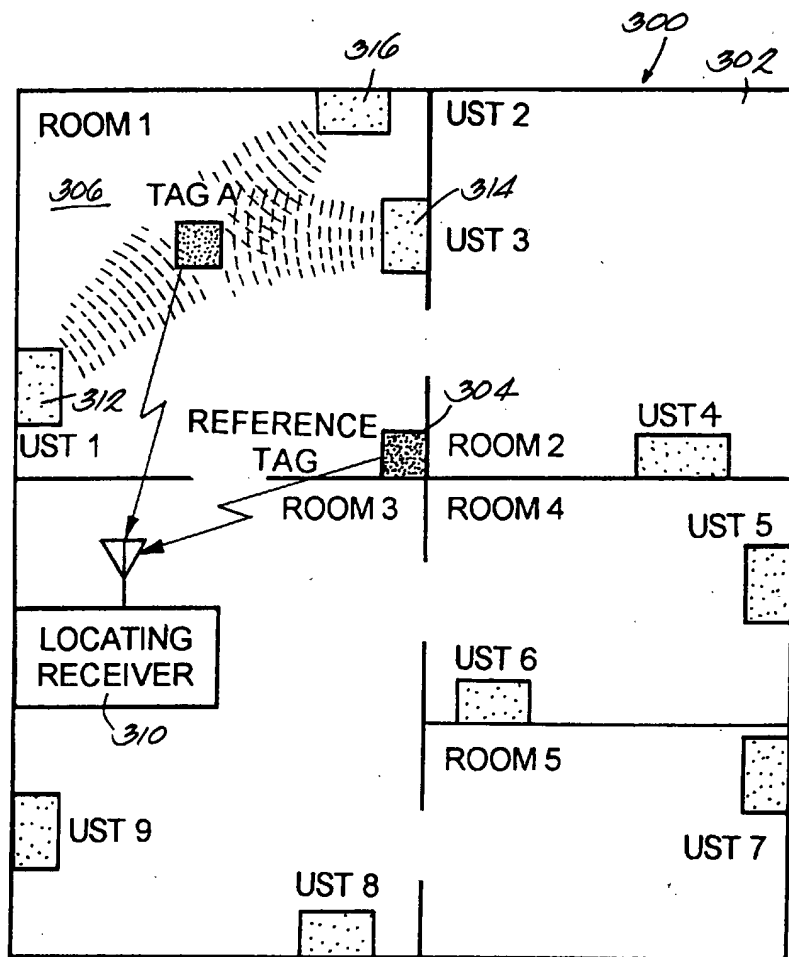 316
300
302
ROOM 1
UST 2
306
TAG A
314
UST 3
312
UST 1
304
REFERENCE
TAG
ROOM 2
UST 4
ROOM 3
ROOM 4
UST 5
LOCATING
RECEIVER
310
UST 6
ROOM 5
UST 7
UST 9
UST 8